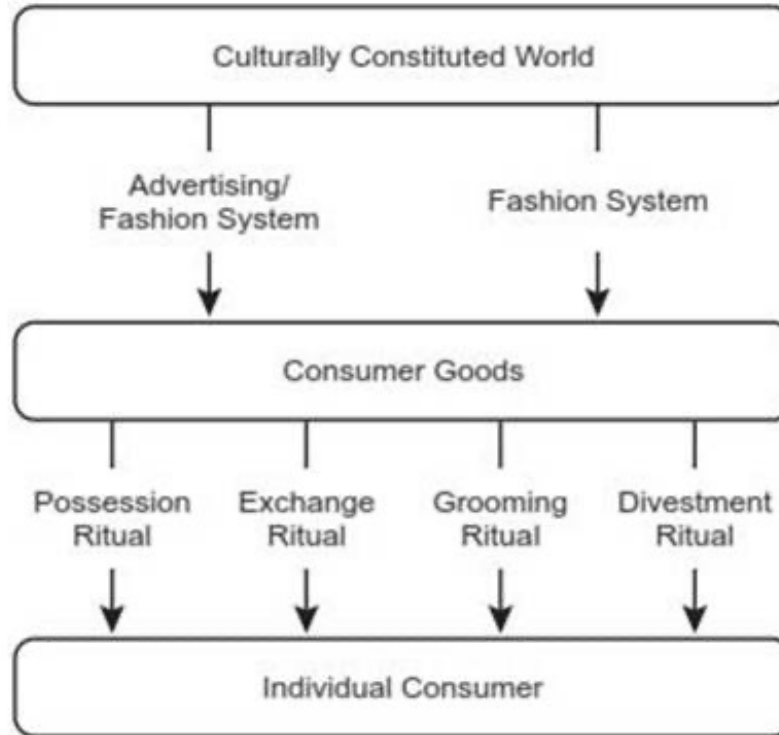 Culturally Constituted World
Advertising/
Fashion System
Fashion System
Consumer Goods
Possession
Ritual
Exchange
Ritual
Grooming
Ritual
Divestment
Ritual
Individual Consumer